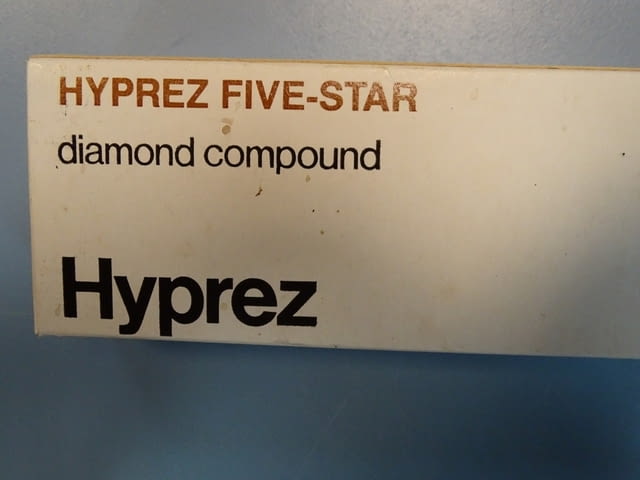 HYPREZ FIVE-STAR
diamond compound
Hyprez